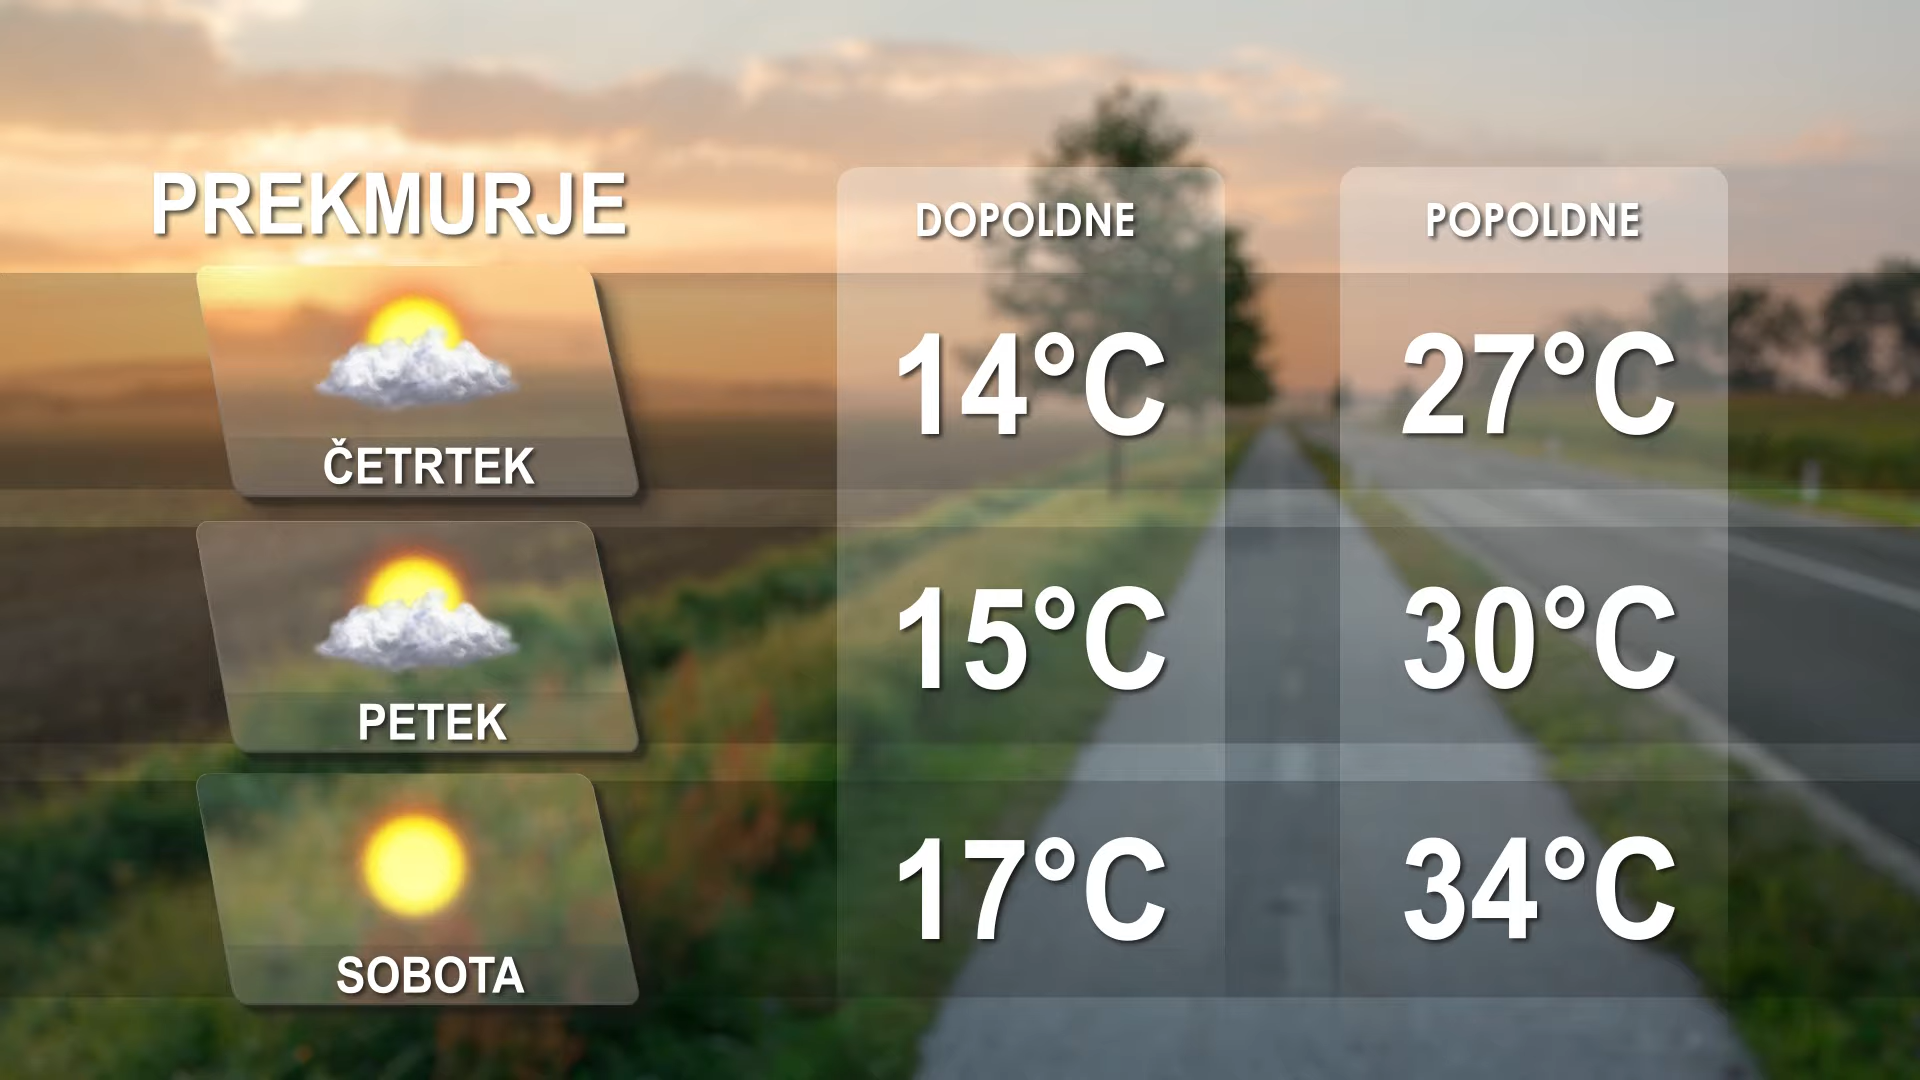 PREKMURJE
DOPOLDNE
POPOLDNE
ČETRTEK
14°C
27°C
PETEK
15°C
30°C
SOBOTA
17°C
34°C